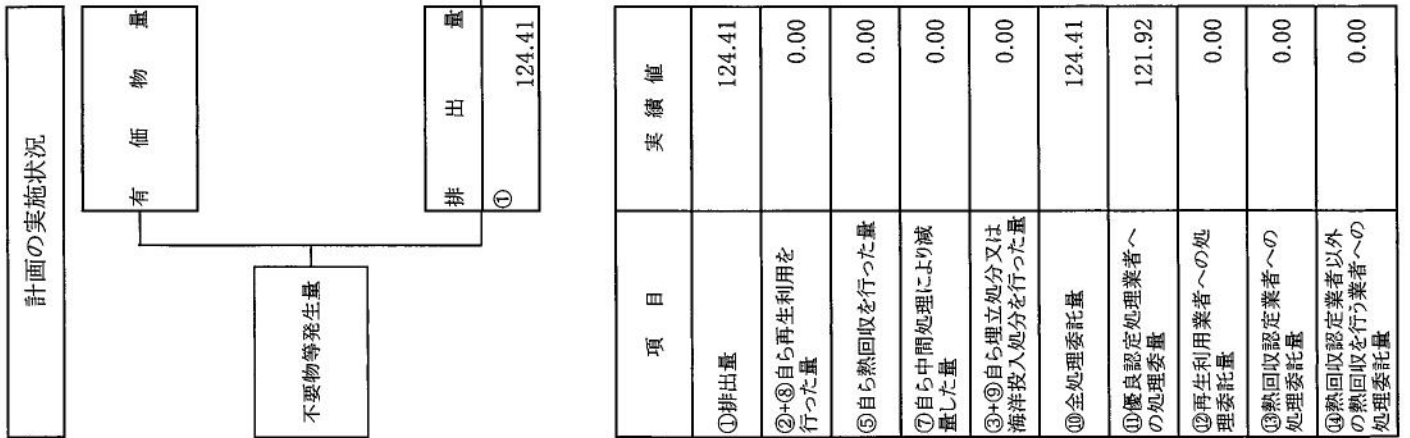 計画の実施状況
有価物量
不要物等発生量
排出量
①
124.41
項目
実績値
①排出量
124.41
②+⑧自ら再生利用を
行った量
0.00
⑤自ら熱回収を行った量
0.00
⑦自ら中間処理により減
量した量
0.00
③+⑨自ら埋立処分又は
海洋投入処分を行った量
0.00
⑩全処理委託量
124.41
⑪優良認定処理業者へ
の処理委量
121.92
⑫再生利用業者への処
理委託量
0.00
⑬熱回収認定業者への
処理委託量
0.00
⑭熱回収認定業者以外
の熱回収を行う業者への
処理委託量
0.00